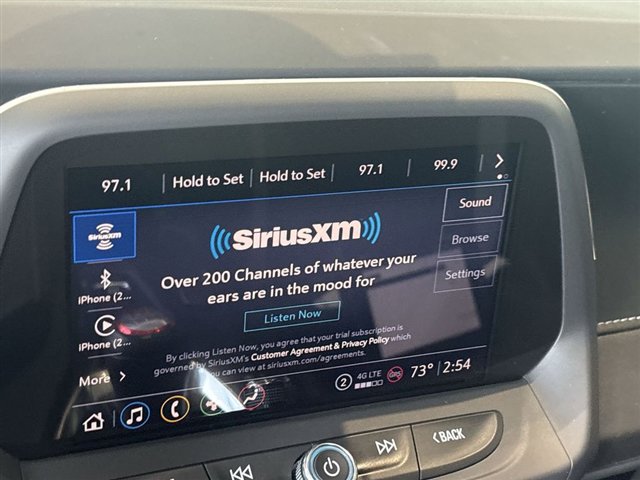 97.1 Hold to Set Hold to Set 97.1 99.9
SiriusXM
SiriusXM
Sound
Over 200 Channels of whatever your
ears are in the mood for
Browse
Settings
iPhone (2...
Listen Now
iPhone (2...
By clicking Listen Now, you agree that your trial subscription is
governed by SiriusXM's Customer Agreement & Privacy Policy which
you can view at siriusxm.com/agreements.
More
2 4G LTE 73° 2:54
BACK